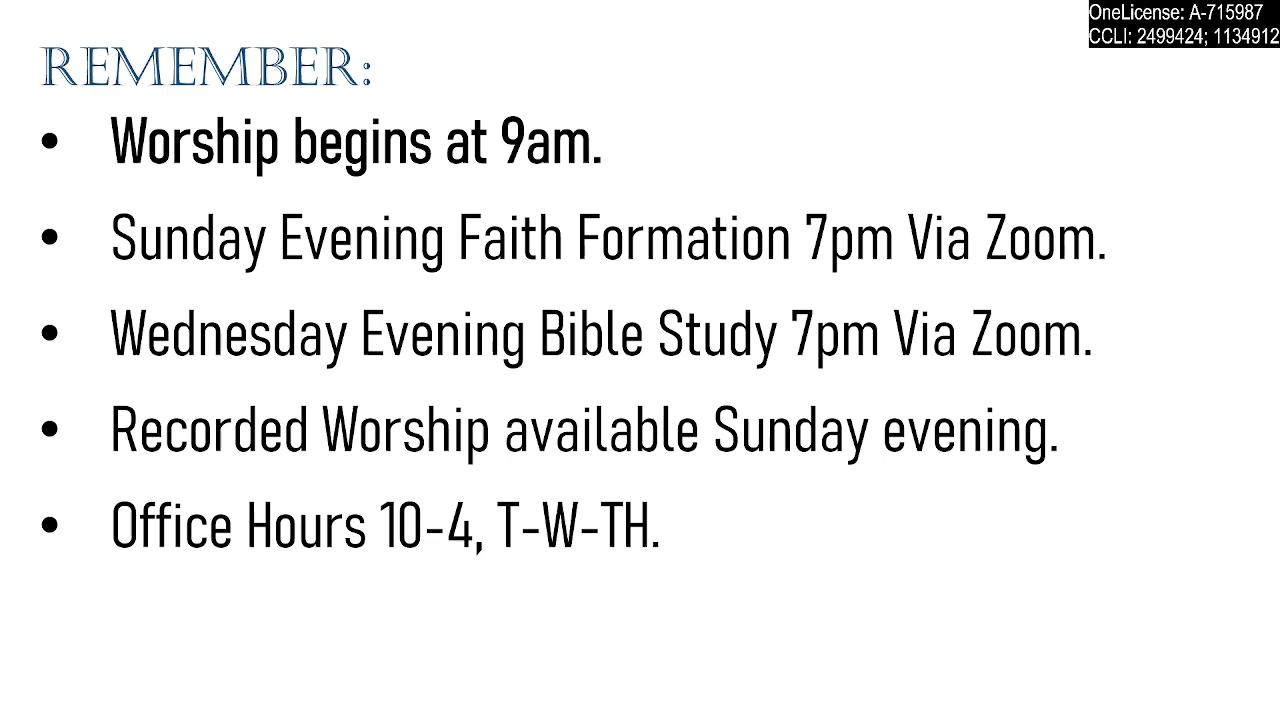 OneLicense: A-715987
CCLI: 2499424; 1134912
REMEMBER:
• Worship begins at 9am.
• Sunday Evening Faith Formation 7pm Via Zoom.
• Wednesday Evening Bible Study 7pm Via Zoom.
• Recorded Worship available Sunday evening.
• Office Hours 10-4, T-W-TH.